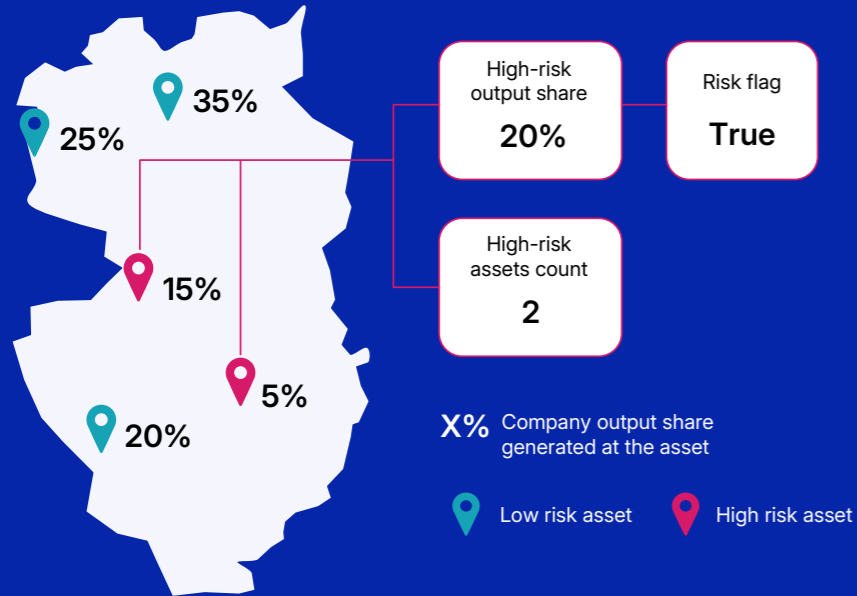 35%
25%
15%
5%
20%
High-risk
output share
20%
Risk flag
True
High-risk
assets count
2
X% Company output share
generated at the asset
Low risk asset
High risk asset